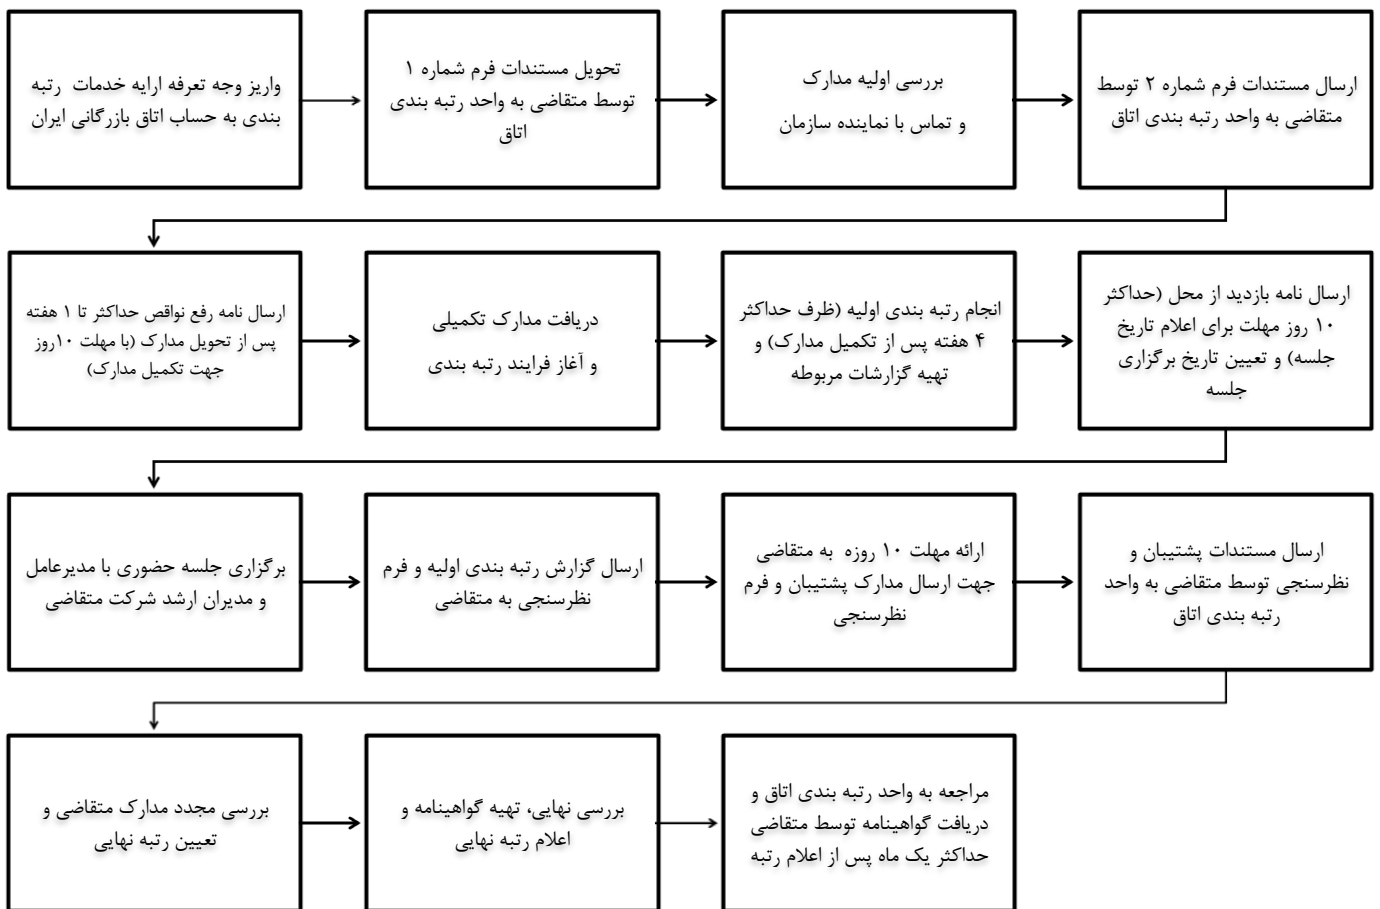 واریز وجه تعرفه ارایه خدمات رتبه
بندی به حساب اتاق بازرگانی ایران
تحویل مستندات فرم شماره ۱
توسط متقاضی به واحد رتبه بندی
اتاق
بررسی اولیه مدارک
و تماس با نماینده سازمان
ارسال مستندات فرم شماره ۲ توسط
متقاضی به واحد رتبه بندی اتاق
ارسال نامه رفع نواقص حداکثر تا ۱ هفته
پس از تحویل مدارک (با مهلت ۱۰روز
جهت تکمیل مدارک)
دریافت مدارک تکمیلی
و آغاز فرایند رتبه بندی
انجام رتبه بندی اولیه (ظرف حداکثر
۴ هفته پس از تکمیل مدارک) و
تهیه گزارشات مربوطه
ارسال نامه بازدید از محل (حداکثر
۱۰ روز مهلت برای اعلام تاریخ
جلسه) و تعیین تاریخ برگزاری
جلسه
برگزاری جلسه حضوری با مدیرعامل
و مدیران ارشد شرکت متقاضی
ارسال گزارش رتبه بندی اولیه و فرم
نظرسنجی به متقاضی
ارائه مهلت ۱۰ روزه به متقاضی
جهت ارسال مدارک پشتیبان و فرم
نظرسنجی
ارسال مستندات پشتیبان و
نظرسنجی توسط متقاضی به واحد
رتبه بندی اتاق
بررسی مجدد مدارک متقاضی و
تعیین رتبه نهایی
بررسی نهایی، تهیه گواهینامه و
اعلام رتبه نهایی
مراجعه به واحد رتبه بندی اتاق و
دریافت گواهینامه توسط متقاضی
حداکثر یک ماه پس از اعلام رتبه